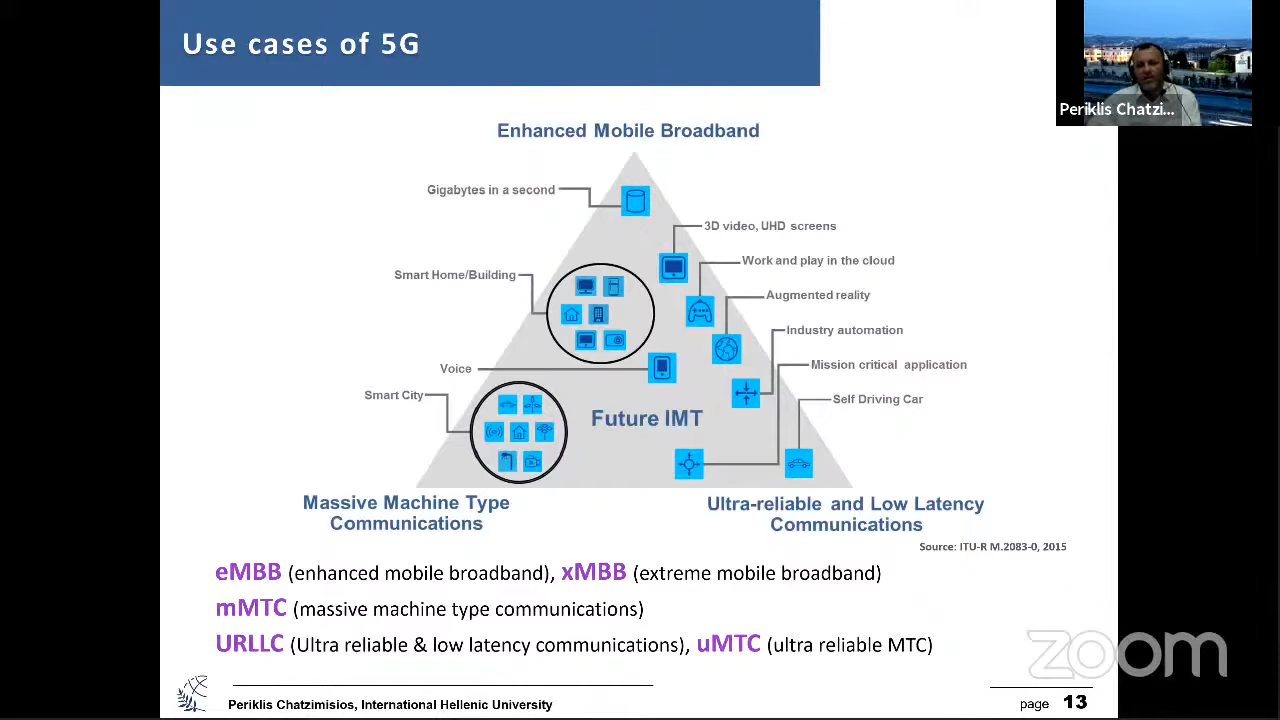 Use cases of 5G
Periklis Chatzi...
Enhanced Mobile Broadband
Gigabytes in a second
3D video, UHD screens
Work and play in the cloud
Smart Home/Building
Augmented reality
Industry automation
Mission critical application
Voice
Smart City
Self Driving Car
Future IMT
Massive Machine Type
Communications
Ultra-reliable and Low Latency
Communications
Source: ITU-R M.2083-0, 2015
eMBB (enhanced mobile broadband), xMBB (extreme mobile broadband)
mMTC (massive machine type communications)
URLLC (Ultra reliable & low latency communications), uMTC (ultra reliable MTC)
zoom
Periklis Chatzimisios, International Hellenic University
page 13